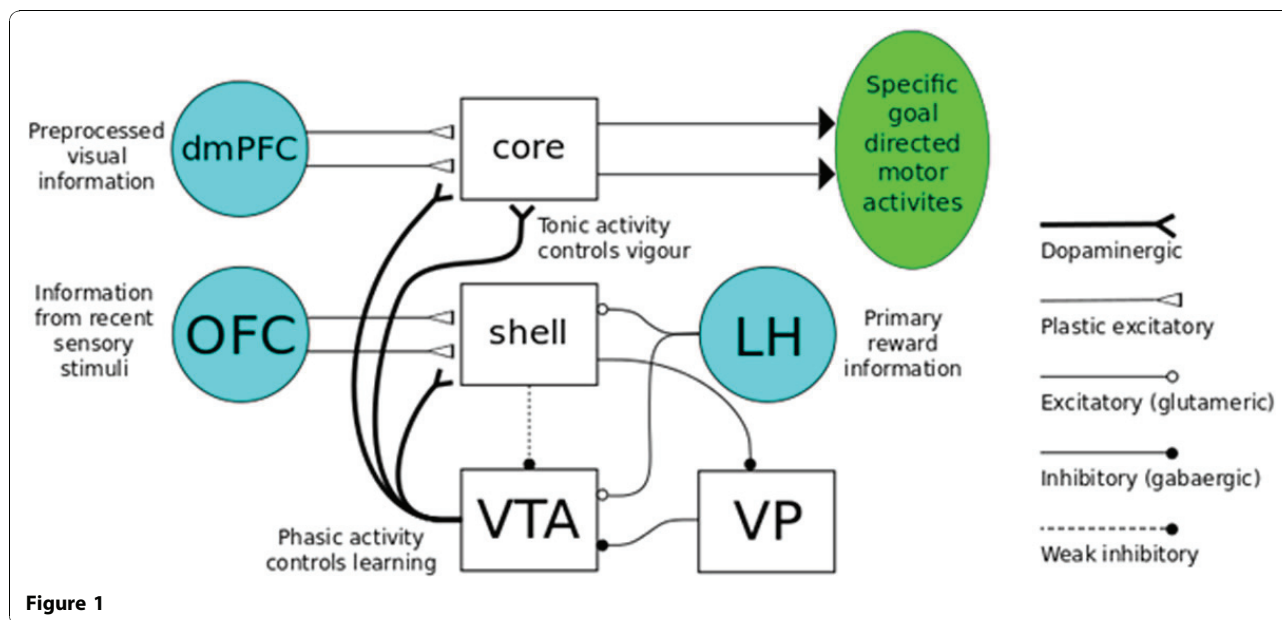 Preprocessed
visual
information
dmPFC
core
Specific
goal
directed
motor
activites
Tonic activity
controls vigour
Information
from recent
sensory
stimuli
OFC
shell
LH
Primary
reward
information
VTA
VP
Phasic activity
controls learning
Dopaminergic
Plastic excitatory
Excitatory (glutameric)
Inhibitory (gabaergic)
Weak inhibitory
Figure 1